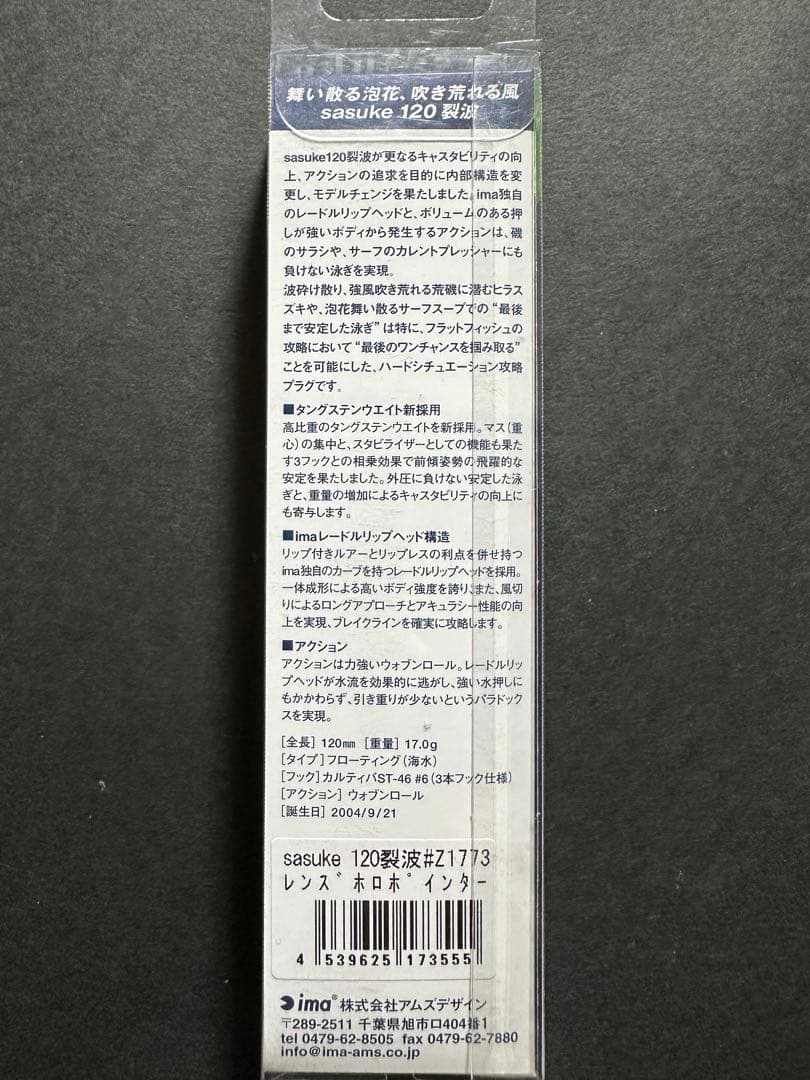 舞い散る泡花、吹き荒れる風
sasuke 120 裂波
sasuke120裂波が更なるキャスタビリティの向
上、アクションの追求を目的に内部構造を変
更し、モデルチェンジを果たしました。ima独自
のレードルリップヘッドと、ボリュームのある押
しが強いボディから発生するアクションは、磯
のサラシや、サーフのカレントプレッシャーにも
負けない泳ぎを実現。
波砕け散り、強風吹き荒れる荒磯に潜むヒラス
ズキや、泡花舞い散るサーフスープでの“最後
まで安定した泳ぎ”は特に、フラットフィッシュの
攻略において“最後のワンチャンスを掴み取る”
ことを可能にした、ハードシチュエーション攻略
プラグです。
■タングステンウエイト新採用
高比重のタングステンウエイトを新採用。マス(重
心)の集中と、スタビライザーとしての機能も果た
す3フックとの相乗効果で前傾姿勢の飛躍的な
安定を果たしました。外圧に負けない安定した泳
ぎと、重量の増加によるキャスタビリティの向上に
も寄与します。
■imaレードルリップヘッド構造
リップ付きルアーとリップレスの利点を併せ持つ
ima独自のカーブを持つレードルリップヘッドを採用。
一体成形による高いボディ強度を誇り、また、風切
りによるロングアプローチとアキュラシー性能の向
上を実現、ブレイクラインを確実に攻略します。
■アクション
アクションは力強いウォブンロール。レードルリッ
プヘッドが水流を効果的に逃がし、強い水押しに
もかかわらず、引き重りが少ないというパラドック
スを実現。
[全長] 120mm [重量] 17.0g
[タイプ] フローティング(海水)
[フック] カルティバST-46 #6(3本フック仕様)
[アクション] ウォブンロール
[誕生日] 2004/9/21
sasuke 120裂波#Z1773
レンズﾞホロホﾟインター
4 539625 173555
ima® 株式会社アムズデザイン
〒289-2511 千葉県旭市ロ404番1
tel 0479-62-8505 fax 0479-62-7880
info@ima-ams.co.jp